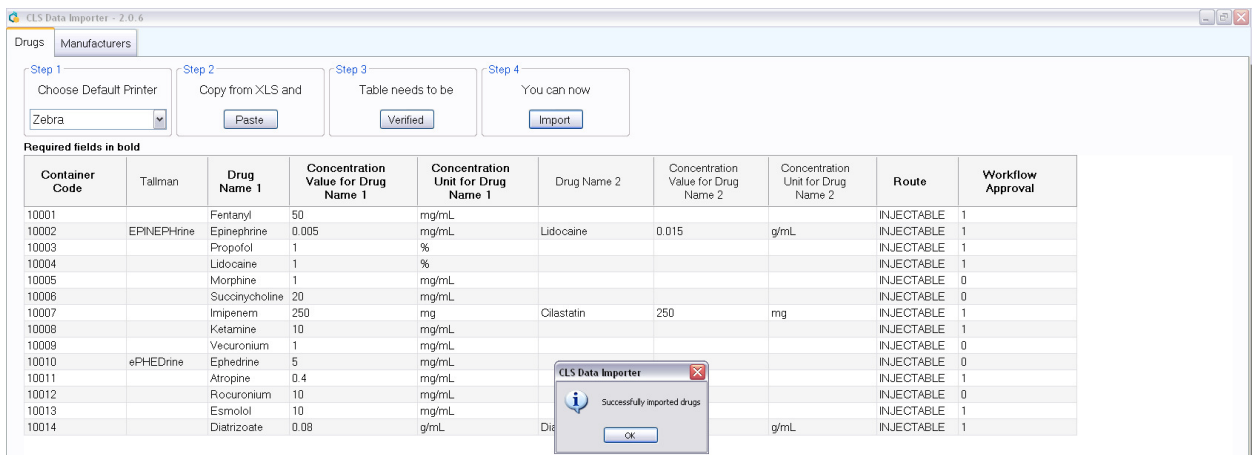 CLS Data Importer - 2.0.6
Drugs Manufacturers
Step 1 Step 2 Step 3 Step 4
Choose Default Printer Copy from XLS and Table needs to be You can now
Zebra Paste Verified Import
Required fields in bold
Container Code Tallman Drug Name 1 Concentration Value for Drug Name 1 Concentration Unit for Drug Name 1 Drug Name 2 Concentration Value for Drug Name 2 Concentration Unit for Drug Name 2 Route Workflow Approval
10001 Fentanyl 50 mg/mL INJECTABLE 1
10002 EPINEPHrine Epinephrine 0.005 mg/mL Lidocaine 0.015 g/mL INJECTABLE 1
10003 Propofol 1 % INJECTABLE 1
10004 Lidocaine 1 % INJECTABLE 1
10005 Morphine 1 mg/mL INJECTABLE 0
10006 Succinycholine 20 mg/mL INJECTABLE 0
10007 Imipenem 250 mg Cilastatin 250 mg INJECTABLE 1
10008 Ketamine 10 mg/mL INJECTABLE 1
10009 Vecuronium 1 mg/mL INJECTABLE 0
10010 ePHEDrine Ephedrine 5 mg/mL INJECTABLE 0
10011 Atropine 0.4 mg/mL INJECTABLE 1
10012 Rocuronium 10 mg/mL INJECTABLE 0
10013 Esmolol 10 mg/mL INJECTABLE 1
10014 Diatrizoate 0.08 g/mL g/mL INJECTABLE 1
CLS Data Importer
Successfully imported drugs
OK